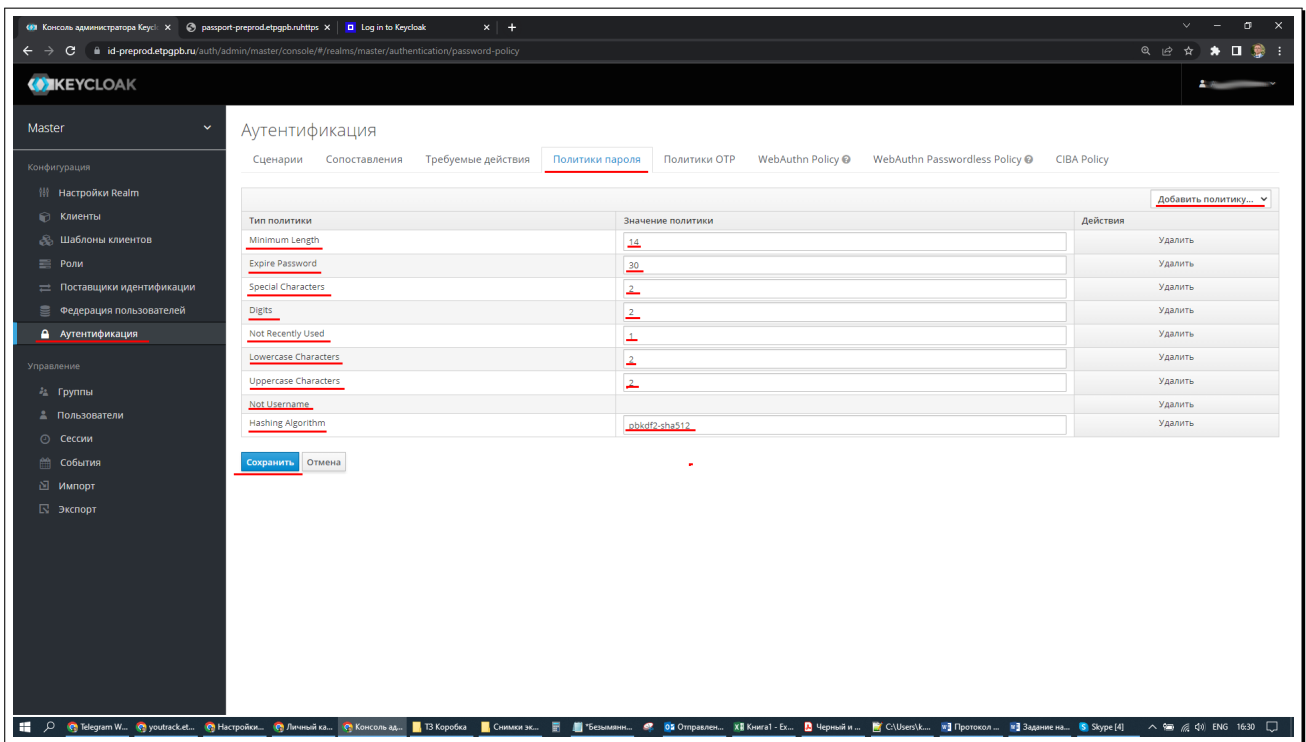 Консоль администратора Keycl
passport-preprod.etpgpb.ruhttps
Log in to Keycloak
id-preprod.etpgpb.ru/auth/admin/master/console/#/realms/master/authentication/password-policy
KEYCLOAK
Master
Конфигурация
Настройки Realm
Клиенты
Шаблоны клиентов
Роли
Поставщики идентификации
Федерация пользователей
Аутентификация
Управление
Группы
Пользователи
Сессии
События
Импорт
Экспорт
Аутентификация
Сценарии Сопоставления Требуемые действия Политики пароля Политики OTP WebAuthn Policy WebAuthn Passwordless Policy CIBA Policy
Добавить политику...
Тип политики Значение политики Действия
Minimum Length 14 Удалить
Expire Password 30 Удалить
Special Characters 2 Удалить
Digits 2 Удалить
Not Recently Used 1 Удалить
Lowercase Characters 2 Удалить
Uppercase Characters 2 Удалить
Not Username Удалить
Hashing Algorithm pbkdf2-sha512 Удалить
Сохранить Отмена
Telegram W... youtrack.et... Настройки... Личный ка... Консоль ад... ТЗ Коробка Снимки эк... *Безымянн... Отправлен... Книга1 - Ex... Черный и ... C:\Users\k... Протокол ... Задание на... Skype [4] ENG 16:30